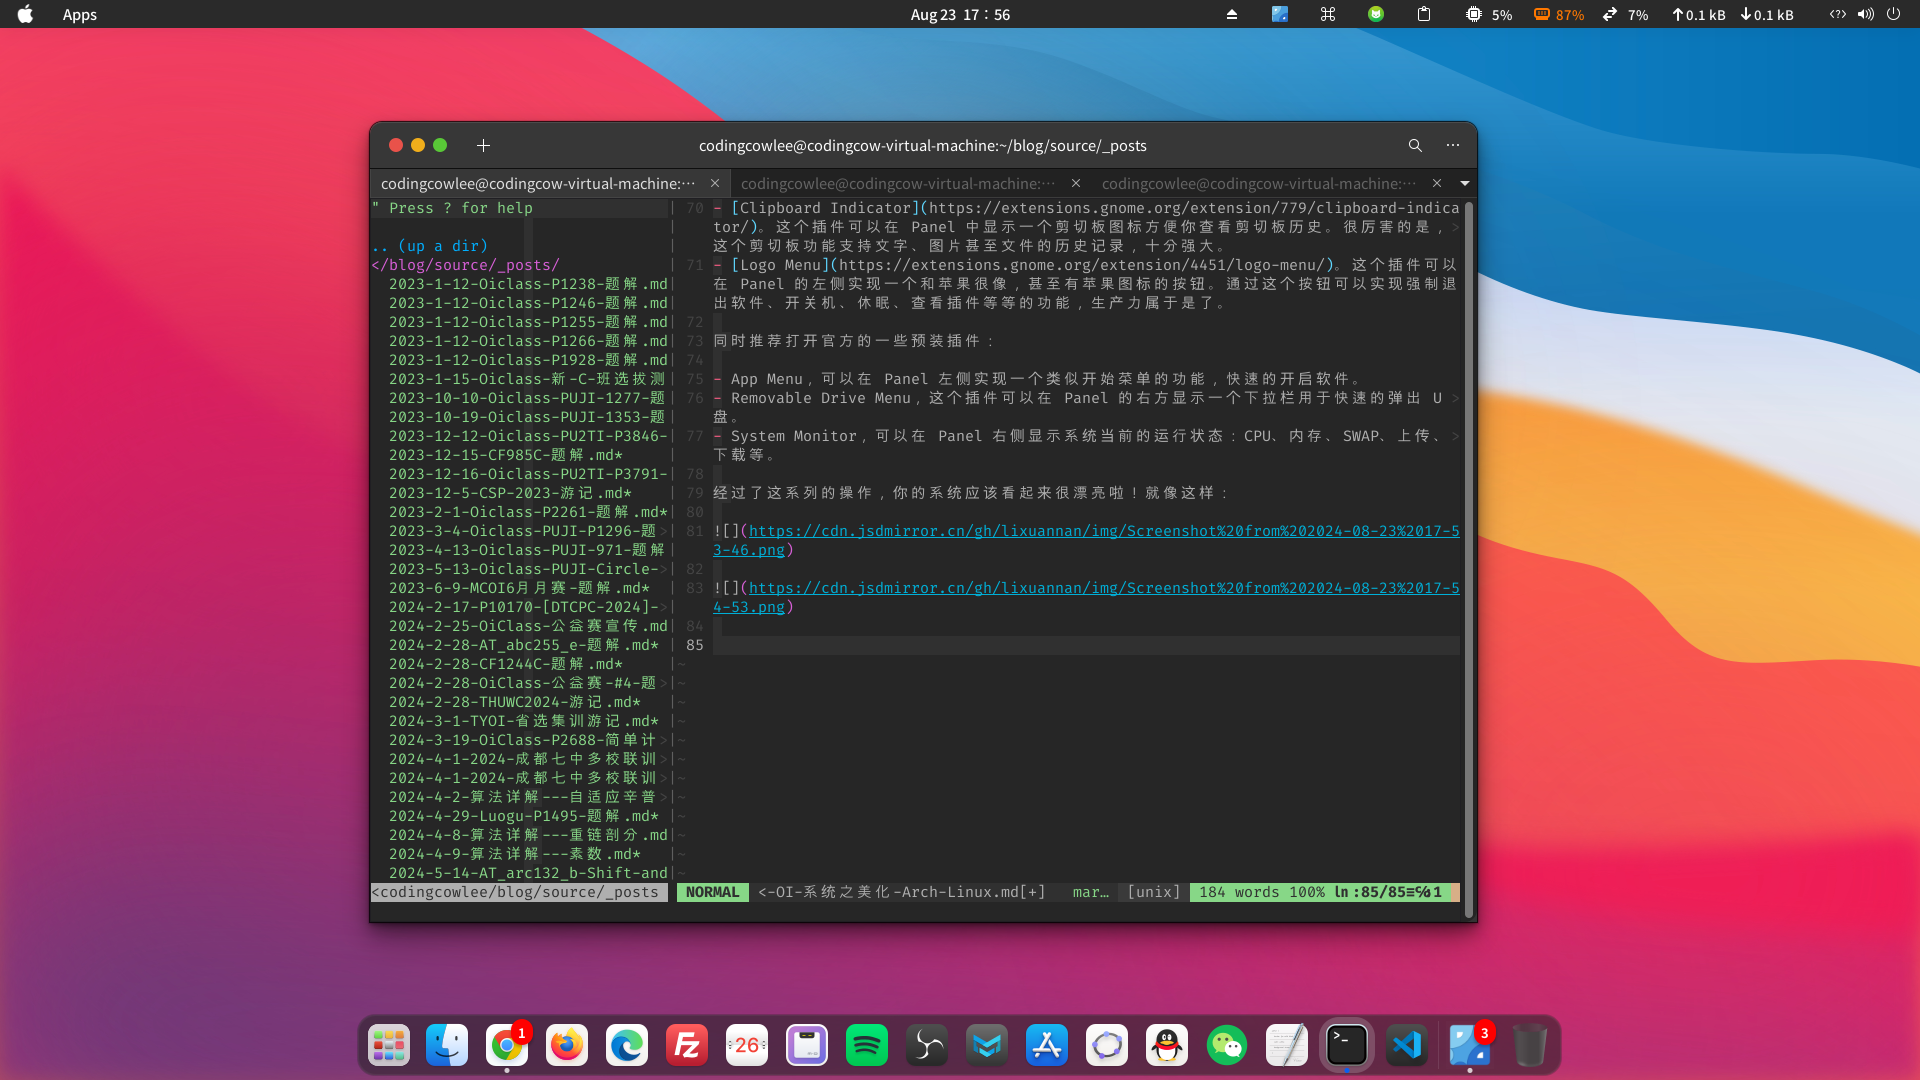 Apps
Aug 23 17:56
5%
87%
7%
0.1 kB
0.1 kB
codingcowlee@codingcow-virtual-machine:~/blog/source/_posts
codingcowlee@codingcow-virtual-machine:···
codingcowlee@codingcow-virtual-machine:···
codingcowlee@codingcow-virtual-machine:···
" Press ? for help
.. (up a dir)
</blog/source/_posts/
2023-1-12-Oiclass-P1238-题解.md
2023-1-12-Oiclass-P1246-题解.md
2023-1-12-Oiclass-P1255-题解.md
2023-1-12-Oiclass-P1266-题解.md
2023-1-12-Oiclass-P1928-题解.md
2023-1-15-Oiclass-新-C-班选拔测
2023-10-10-Oiclass-PUJI-1277-题
2023-10-19-Oiclass-PUJI-1353-题
2023-12-12-Oiclass-PU2TI-P3846-
2023-12-15-CF985C-题解.md*
2023-12-16-Oiclass-PU2TI-P3791-
2023-12-5-CSP-2023-游记.md*
2023-2-1-Oiclass-P2261-题解.md*
2023-3-4-Oiclass-PUJI-P1296-题>
2023-4-13-Oiclass-PUJI-971-题解
2023-5-13-Oiclass-PUJI-Circle->
2023-6-9-MCOI6月月赛-题解.md*
2024-2-17-P10170-[DTCPC-2024]->
2024-2-25-OiClass-公益赛宣传.md
2024-2-28-AT_abc255_e-题解.md*
2024-2-28-CF1244C-题解.md*
2024-2-28-OiClass-公益赛-#4-题>
2024-2-28-THUWC2024-游记.md*
2024-3-1-TYOI-省选集训游记.md*
2024-3-19-OiClass-P2688-简单计>
2024-4-1-2024-成都七中多校联训>
2024-4-1-2024-成都七中多校联训>
2024-4-2-算法详解---自适应辛普>
2024-4-29-Luogu-P1495-题解.md*
2024-4-8-算法详解---重链剖分.md
2024-4-9-算法详解---素数.md*
2024-5-14-AT_arc132_b-Shift-and
<codingcowlee/blog/source/_posts
70 - [Clipboard Indicator](https://extensions.gnome.org/extension/779/clipboard-indica
tor/)。这个插件可以在 Panel 中显示一个剪切板图标方便你查看剪切板历史。很厉害的是，>
这个剪切板功能支持文字、图片甚至文件的历史记录，十分强大。
71 - [Logo Menu](https://extensions.gnome.org/extension/4451/logo-menu/)。这个插件可以
在 Panel 的左侧实现一个和苹果很像，甚至有苹果图标的按钮。通过这个按钮可以实现强制退
出软件、开关机、休眠、查看插件等等的功能，生产力属于是了。
72
73 同时推荐打开官方的一些预装插件：
74
75 - App Menu，可以在 Panel 左侧实现一个类似开始菜单的功能，快速的开启软件。
76 - Removable Drive Menu，这个插件可以在 Panel 的右方显示一个下拉栏用于快速的弹出 U >
盘。
77 - System Monitor，可以在 Panel 右侧显示系统当前的运行状态：CPU、内存、SWAP、上传、>
下载等。
78
79 经过了这系列的操作，你的系统应该看起来很漂亮啦！就像这样：
80
81 ![](https://cdn.jsdmirror.cn/gh/lixuannan/img/Screenshot%20from%202024-08-23%2017-5
3-46.png)
82
83 ![](https://cdn.jsdmirror.cn/gh/lixuannan/img/Screenshot%20from%202024-08-23%2017-5
4-53.png)
84
85
NORMAL <-OI-系统之美化-Arch-Linux.md[+] mar… [unix] 184 words 100% ln:85/85≡℅1
1
26
3